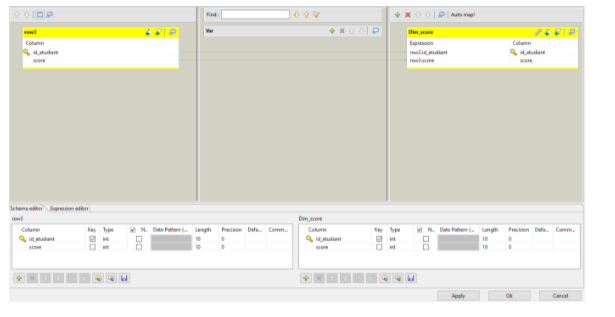 Find :
Auto map!
row3
Column
id_etudiant
score
Var
Dim_score
Expression Column
row3.id_etudiant id_etudiant
row3.score score
Schema editor Expression editor
row3
Column Key Type N.. Date Pattern (... Length Precision Defa... Comm...
id_etudiant int 10 0
score int 10 0
Dim_score
Column Key Type N.. Date Pattern (... Length Precision Defa... Comm...
id_etudiant int 10 0
score int 10 0
Apply Ok Cancel